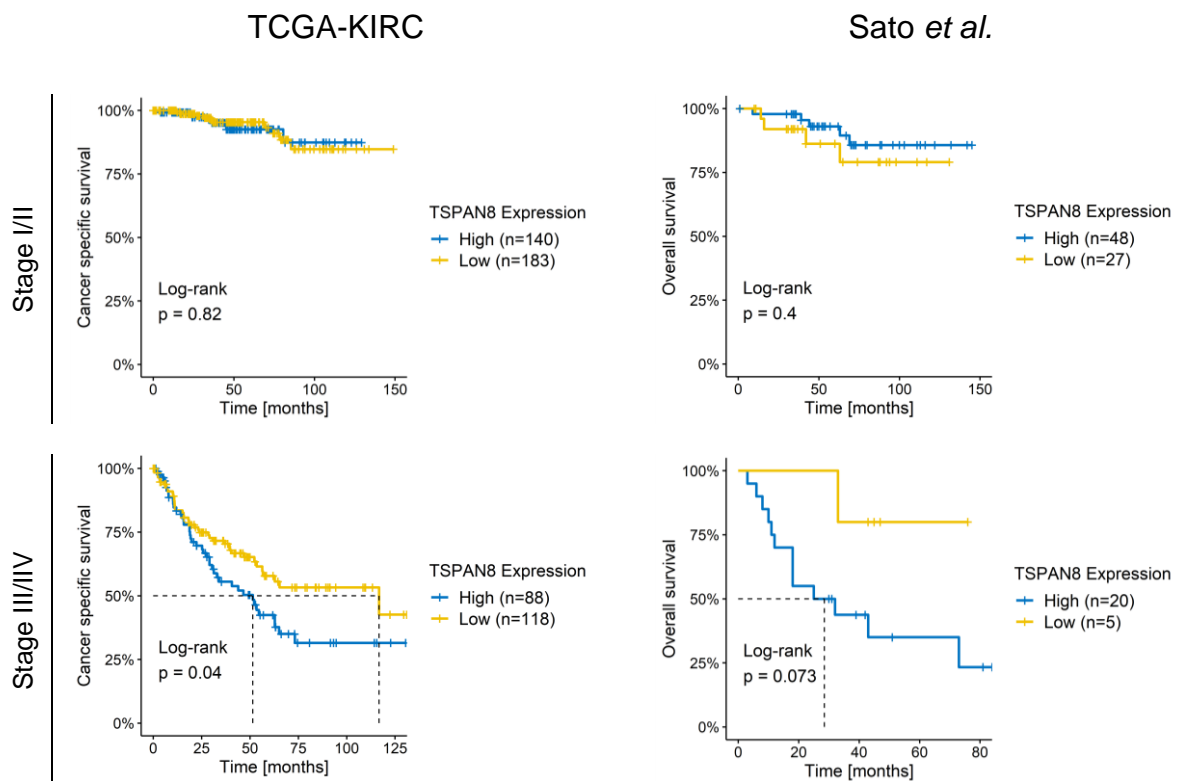 TCGA-KIRC
Sato et al.
Stage I/II
Cancer specific survival
100%
75%
50%
25%
0%
Log-rank
p = 0.82
0 50 100 150
Time [months]
TSPAN8 Expression
High (n=140)
Low (n=183)
Overall survival
100%
75%
50%
25%
0%
Log-rank
p = 0.4
0 50 100 150
Time [months]
TSPAN8 Expression
High (n=48)
Low (n=27)
Stage III/IIV
Cancer specific survival
100%
75%
50%
25%
0%
Log-rank
p = 0.04
0 25 50 75 100 125
Time [months]
TSPAN8 Expression
High (n=88)
Low (n=118)
Overall survival
100%
75%
50%
25%
0%
Log-rank
p = 0.073
0 20 40 60 80
Time [months]
TSPAN8 Expression
High (n=20)
Low (n=5)